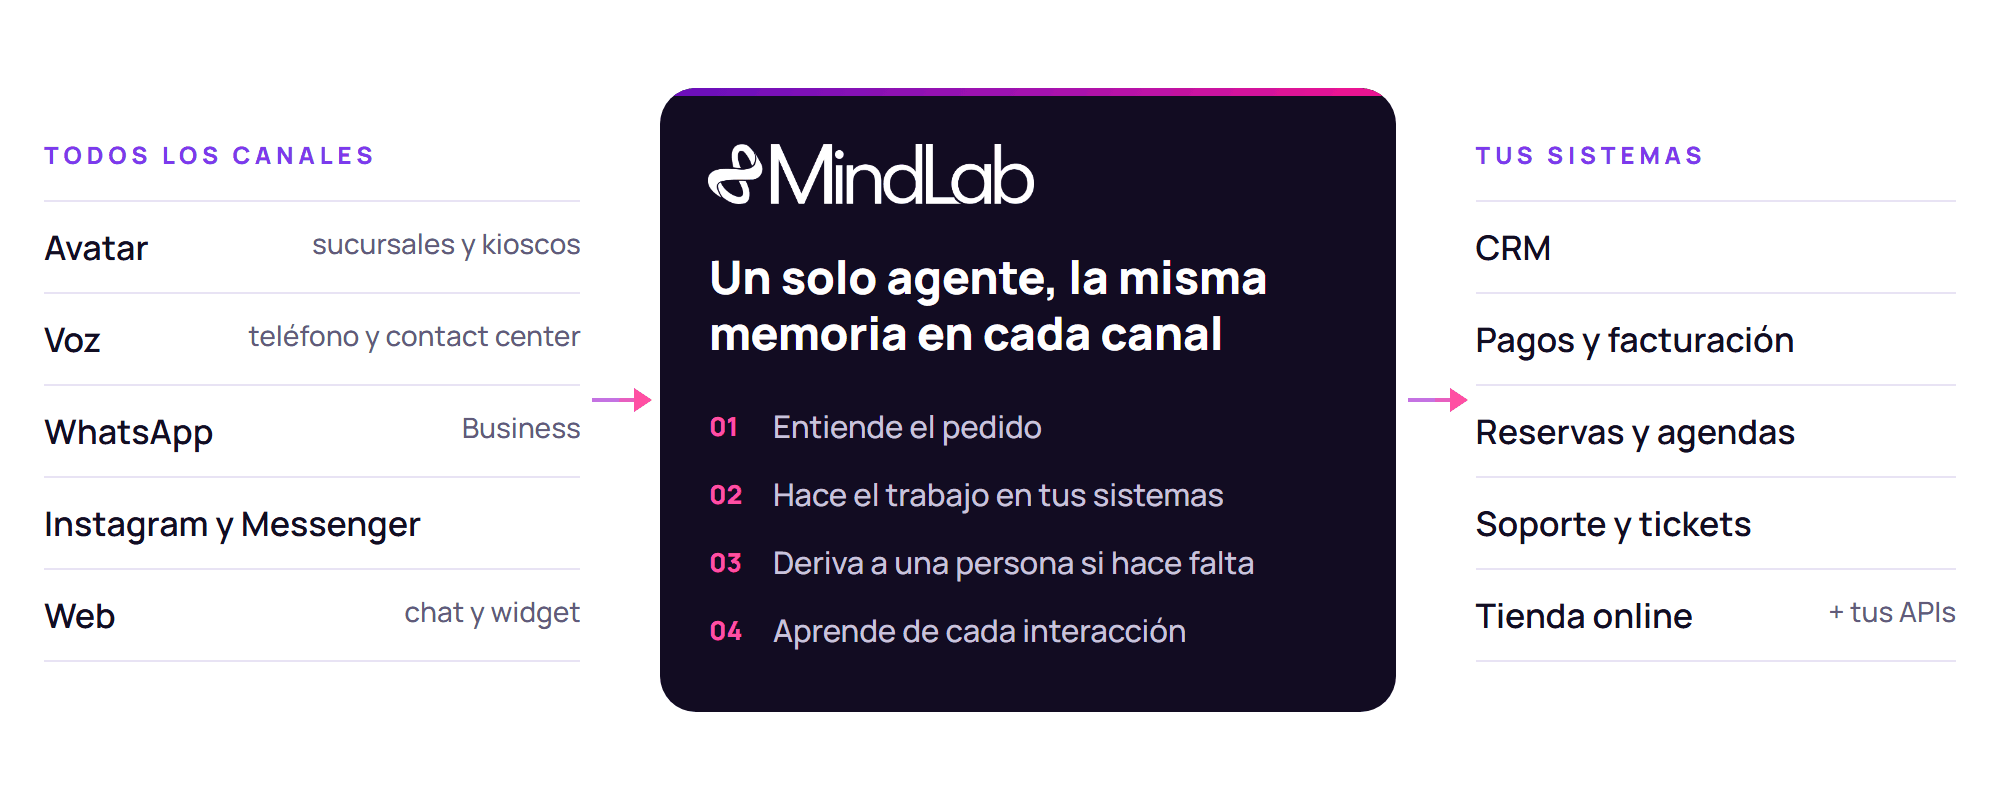 TODOS LOS CANALES
Avatar sucursales y kioscos
Voz teléfono y contact center
WhatsApp Business
Instagram y Messenger
Web chat y widget
MindLab
Un solo agente, la misma
memoria en cada canal
01 Entiende el pedido
02 Hace el trabajo en tus sistemas
03 Deriva a una persona si hace falta
04 Aprende de cada interacción
TUS SISTEMAS
CRM
Pagos y facturación
Reservas y agendas
Soporte y tickets
Tienda online + tus APIs